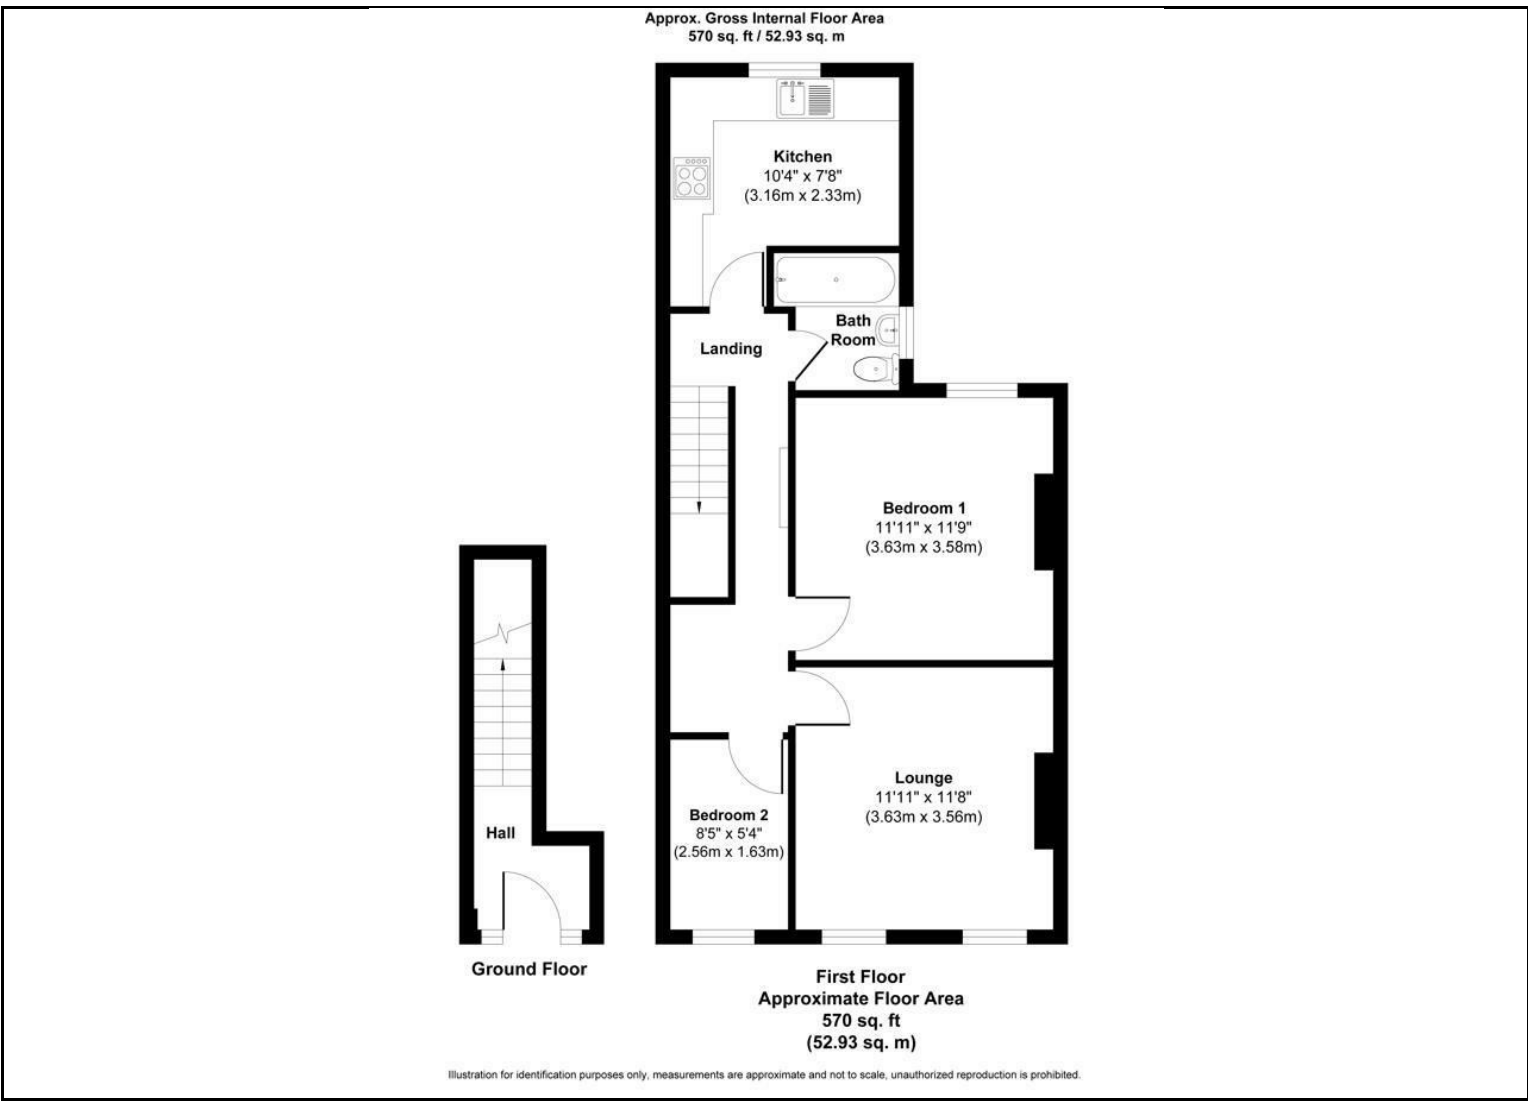 Approx. Gross Internal Floor Area
570 sq. ft / 52.93 sq. m
Kitchen
10'4" x 7'8"
(3.16m x 2.33m)
Bath
Room
Landing
Bedroom 1
11'11" x 11'9"
(3.63m x 3.58m)
Lounge
11'11" x 11'8"
(3.63m x 3.56m)
Bedroom 2
8'5" x 5'4"
(2.56m x 1.63m)
Hall
Ground Floor
First Floor
Approximate Floor Area
570 sq. ft
(52.93 sq. m)
Illustration for identification purposes only, measurements are approximate and not to scale, unauthorized reproduction is prohibited.